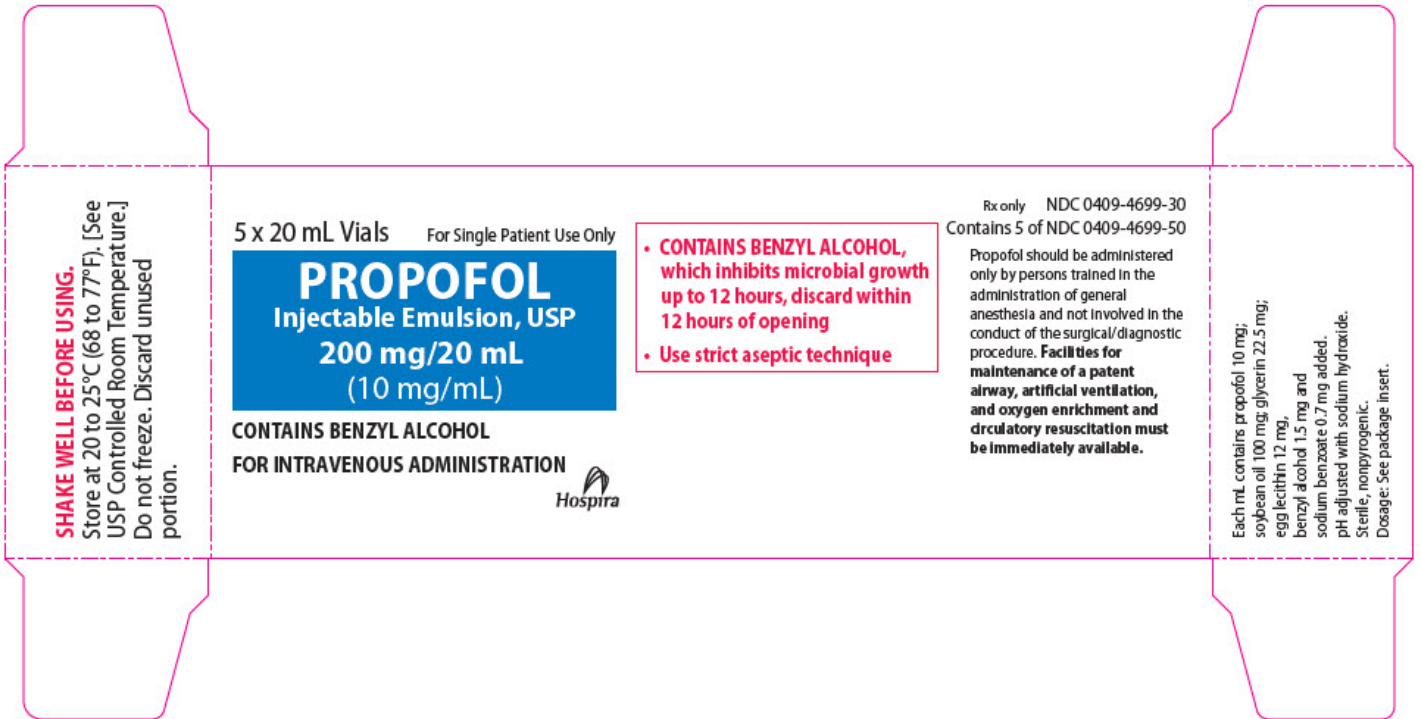 SHAKE WELL BEFORE USING.
Store at 20 to 25°C (68 to 77°F). [See
USP Controlled Room Temperature.]
Do not freeze. Discard unused
portion.
5 x 20 mL Vials For Single Patient Use Only
PROPOFOL
Injectable Emulsion, USP
200 mg/20 mL
(10 mg/mL)
CONTAINS BENZYL ALCOHOL
FOR INTRAVENOUS ADMINISTRATION
Hospira
• CONTAINS BENZYL ALCOHOL,
which inhibits microbial growth
up to 12 hours, discard within
12 hours of opening
• Use strict aseptic technique
Rx only NDC 0409-4699-30
Contains 5 of NDC 0409-4699-50
Propofol should be administered
only by persons trained in the
administration of general
anesthesia and not involved in the
conduct of the surgical/diagnostic
procedure. Facilities for
maintenance of a patent
airway, artificial ventilation,
and oxygen enrichment and
circulatory resuscitation must
be immediately available.
Each mL contains propofol 10 mg;
soybean oil 100 mg; glycerin 22.5 mg;
egg lecithin 12 mg,
benzyl alcohol 1.5 mg and
sodium benzoate 0.7 mg added.
pH adjusted with sodium hydroxide.
Sterile, nonpyrogenic.
Dosage: See package insert.